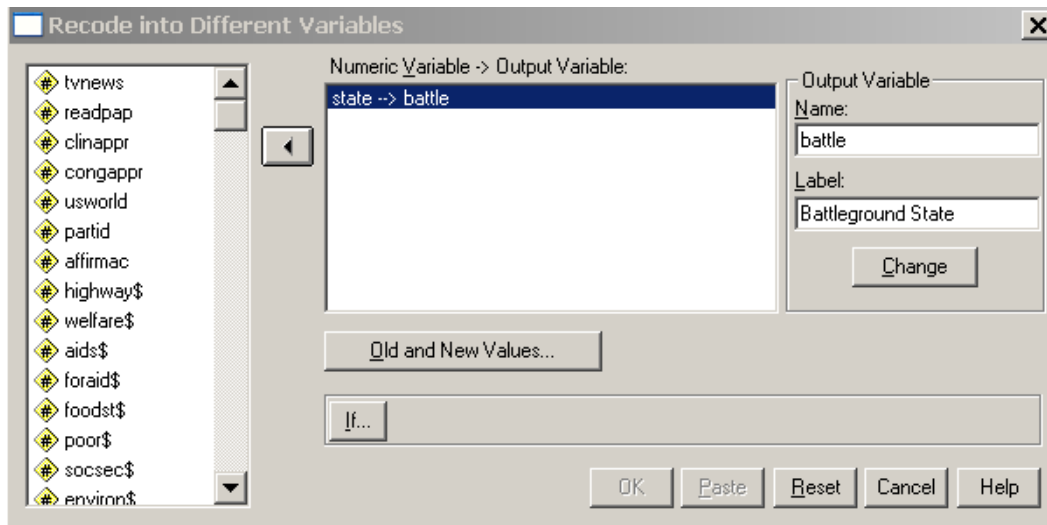 Recode into Different Variables
tvnews
readpap
clinappr
congappr
usworld
partid
affirmac
highway$
welfare$
aids$
foraid$
foodst$
poor$
socsec$
environ$
Numeric Variable -> Output Variable:
state --> battle
Output Variable
Name:
battle
Label:
Battleground State
Change
Old and New Values...
If...
OK
Paste
Reset
Cancel
Help